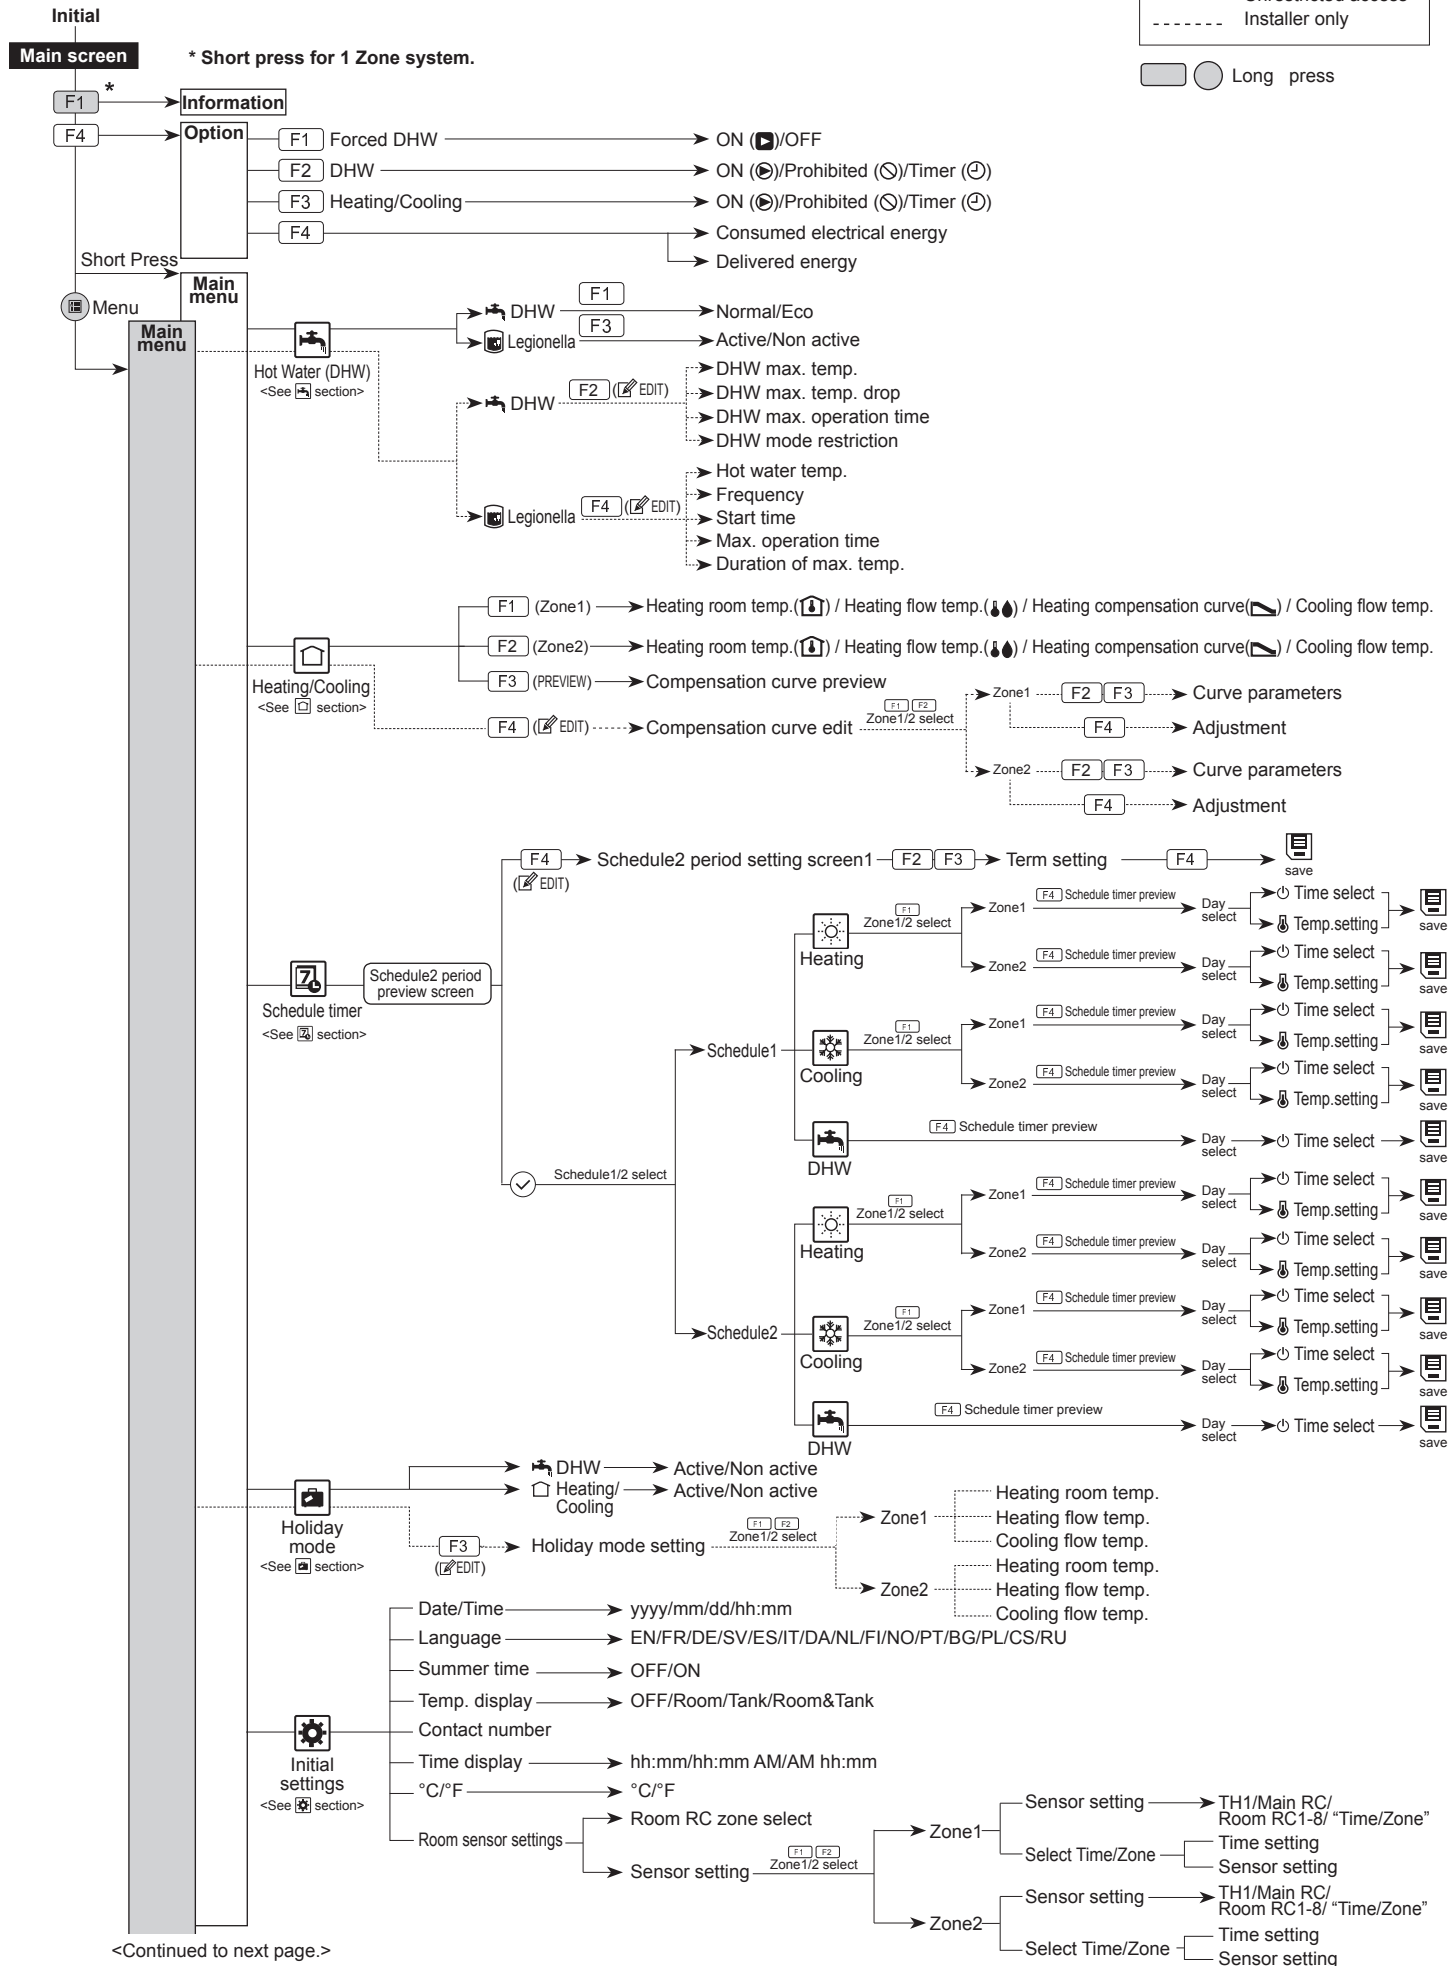 Initial
Main screen
* Short press for 1 Zone system.
Installer only
Long press
F1 * Information
F4 Option
F1 Forced DHW ON ( )/OFF
F2 DHW ON ( )/Prohibited ( )/Timer ( )
F3 Heating/Cooling ON ( )/Prohibited ( )/Timer ( )
F4 Consumed electrical energy
Delivered energy
Short Press
Menu
Main
menu
Main
menu
Hot Water (DHW)
<See section>
DHW F1 Normal/Eco
Legionella F3 Active/Non active
DHW F2 ( EDIT)
DHW max. temp.
DHW max. temp. drop
DHW max. operation time
DHW mode restriction
Legionella F4 ( EDIT)
Hot water temp.
Frequency
Start time
Max. operation time
Duration of max. temp.
Heating/Cooling
<See section>
F1 (Zone1) Heating room temp.( ) / Heating flow temp.( ) / Heating compensation curve( ) / Cooling flow temp.
F2 (Zone2) Heating room temp.( ) / Heating flow temp.( ) / Heating compensation curve( ) / Cooling flow temp.
F3 (PREVIEW) Compensation curve preview
F4 ( EDIT) Compensation curve edit
F1 F2
Zone1/2 select
Zone1 F2 F3 Curve parameters
F4 Adjustment
Zone2 F2 F3 Curve parameters
F4 Adjustment
Schedule timer
<See section>
Schedule2 period
preview screen
F4 Schedule2 period setting screen1 F2 F3 Term setting F4 save
( EDIT)
Schedule1/2 select
Schedule1
Heating
F1
Zone1/2 select
Zone1 F4 Schedule timer preview Day select Time select
Temp.setting save
Zone2 F4 Schedule timer preview Day select Time select
Temp.setting save
Cooling
F1
Zone1/2 select
Zone1 F4 Schedule timer preview Day select Time select
Temp.setting save
Zone2 F4 Schedule timer preview Day select Time select
Temp.setting save
DHW
F4 Schedule timer preview Day select Time select save
Schedule2
Heating
F1
Zone1/2 select
Zone1 F4 Schedule timer preview Day select Time select
Temp.setting save
Zone2 F4 Schedule timer preview Day select Time select
Temp.setting save
Cooling
F1
Zone1/2 select
Zone1 F4 Schedule timer preview Day select Time select
Temp.setting save
Zone2 F4 Schedule timer preview Day select Time select
Temp.setting save
DHW
F4 Schedule timer preview Day select Time select save
Holiday
mode
<See section>
DHW Active/Non active
Heating/
Cooling Active/Non active
F3 Holiday mode setting
( EDIT)
F1 F2
Zone1/2 select
Zone1
Heating room temp.
Heating flow temp.
Cooling flow temp.
Zone2
Heating room temp.
Heating flow temp.
Cooling flow temp.
Initial
settings
<See section>
Date/Time yyyy/mm/dd/hh:mm
Language EN/FR/DE/SV/ES/IT/DA/NL/FI/NO/PT/BG/PL/CS/RU
Summer time OFF/ON
Temp. display OFF/Room/Tank/Room&Tank
Contact number
Time display hh:mm/hh:mm AM/AM hh:mm
°C/°F °C/°F
Room sensor settings
Room RC zone select
Sensor setting
F1 F2
Zone1/2 select
Zone1
Sensor setting TH1/Main RC/
Room RC1-8/ “Time/Zone”
Select Time/Zone
Time setting
Sensor setting
Zone2
Sensor setting TH1/Main RC/
Room RC1-8/ “Time/Zone”
Select Time/Zone
Time setting
Sensor setting
<Continued to next page.>